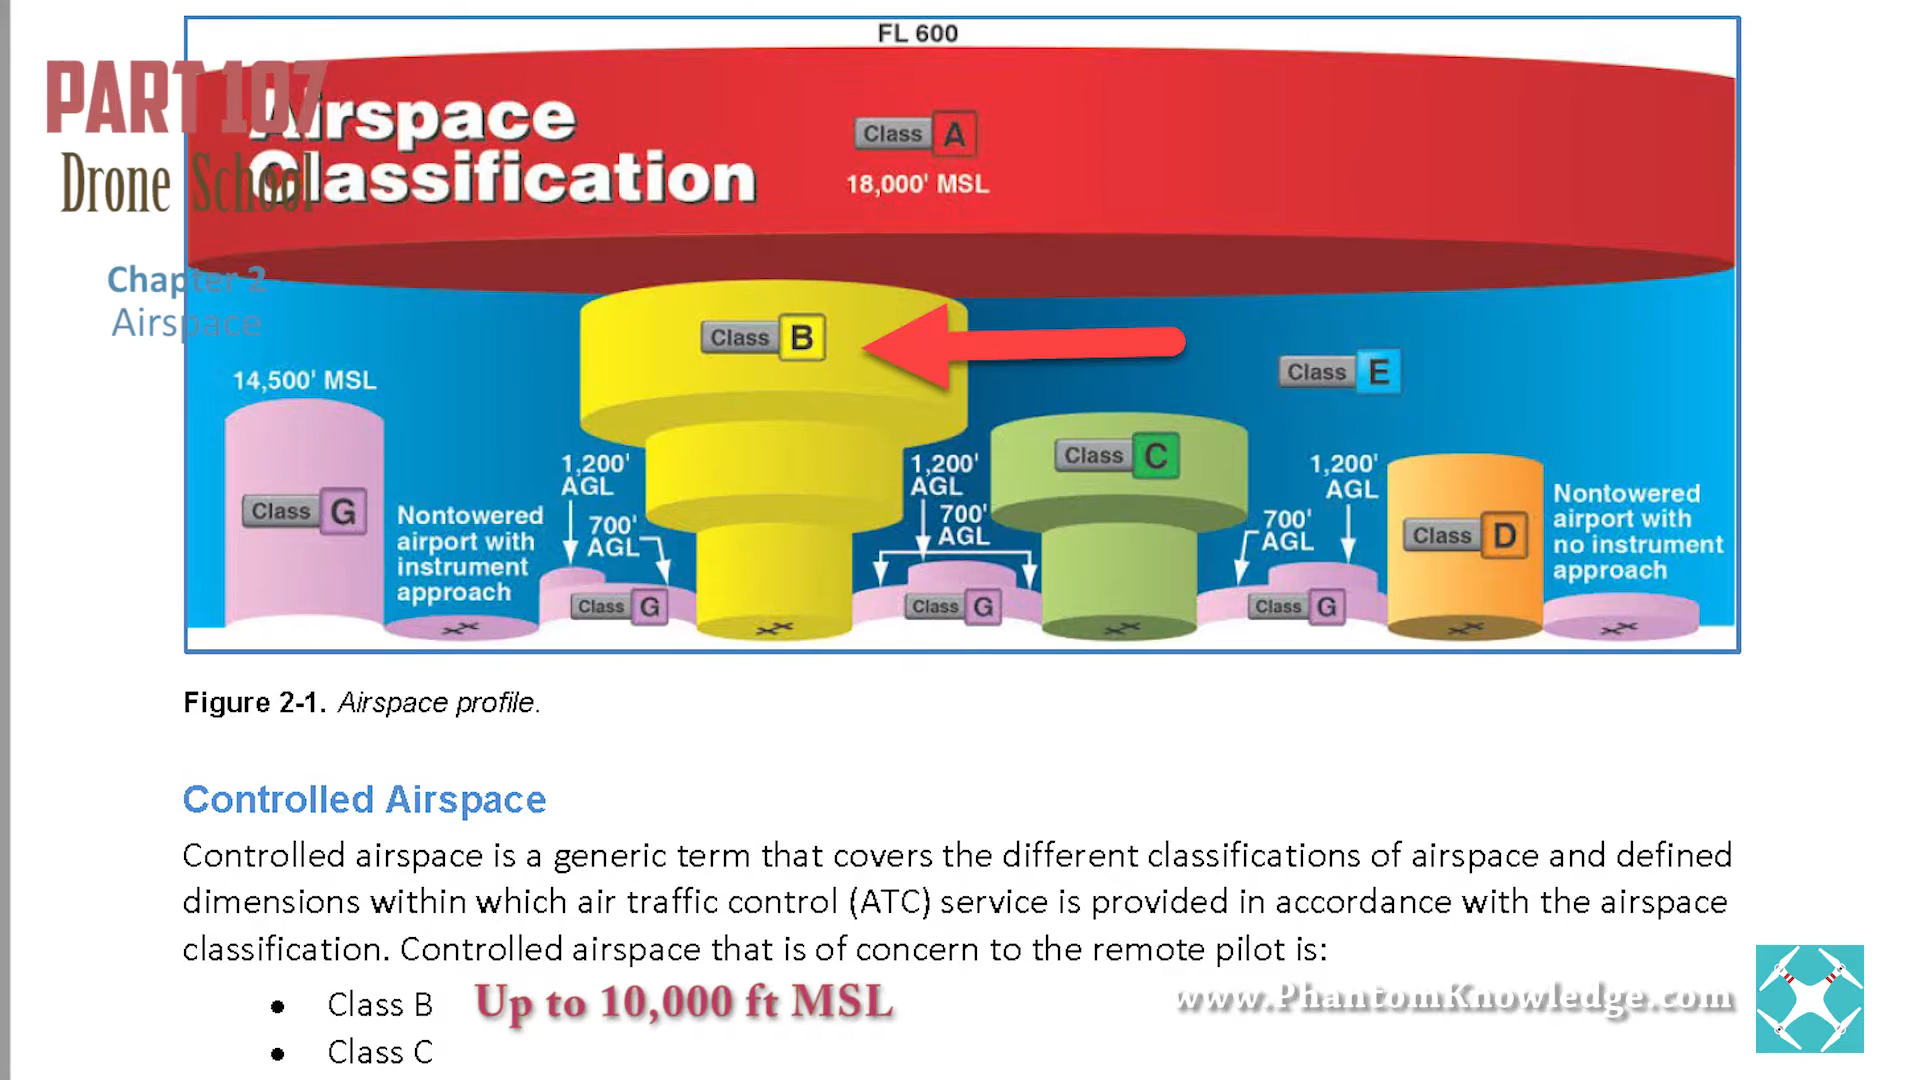 FL 600
PART 107
Drone School
Airspace
Classification
Class A
18,000' MSL
Chapter 2
Airspace
Class B
Class E
14,500' MSL
Class G
Nontowered
airport with
instrument
approach
1,200'
AGL
700'
AGL
Class G
1,200'
AGL
700'
AGL
Class G
Class C
1,200'
AGL
700'
AGL
Class G
Class D
Nontowered
airport with
no instrument
approach
Figure 2-1. Airspace profile.
Controlled Airspace
Controlled airspace is a generic term that covers the different classifications of airspace and defined
dimensions within which air traffic control (ATC) service is provided in accordance with the airspace
classification. Controlled airspace that is of concern to the remote pilot is:
• Class B Up to 10,000 ft MSL
• Class C
www.PhantomKnowledge.com